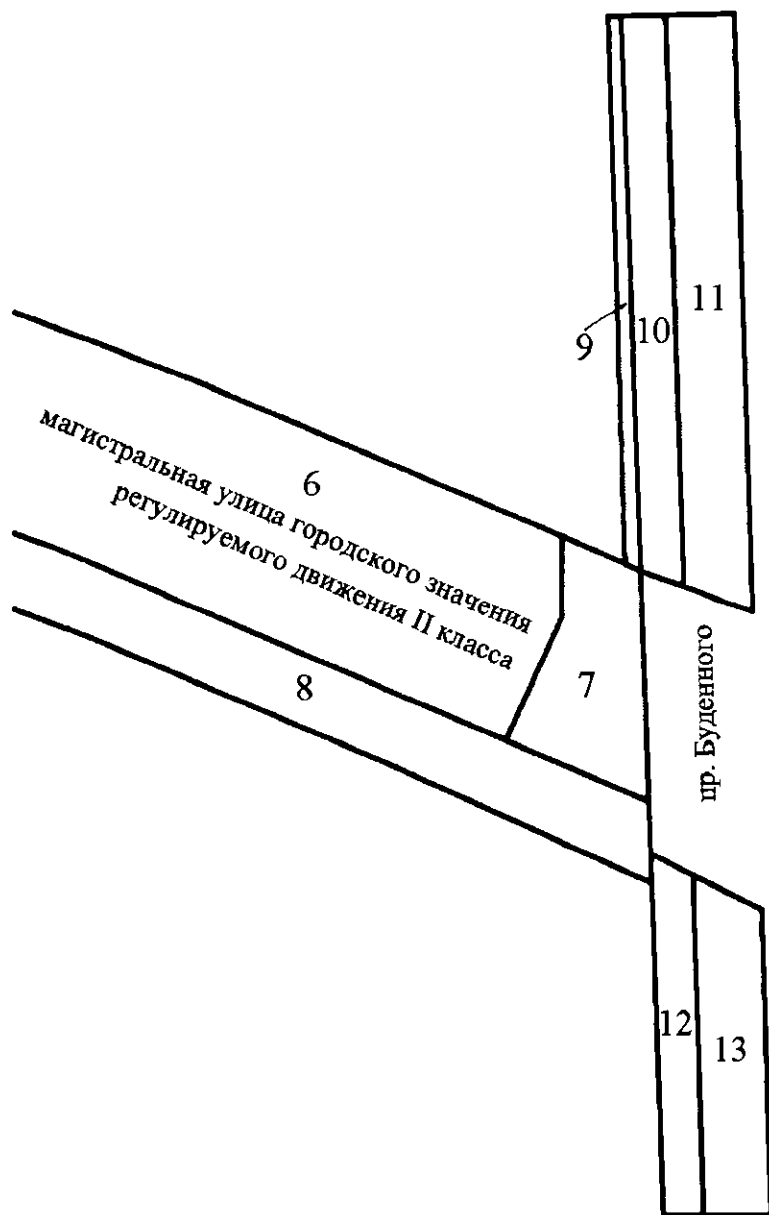 11
10
9
6
магистральная улица городского значения
регулируемого движения II класса
8
7
пр. Буденного
12
13